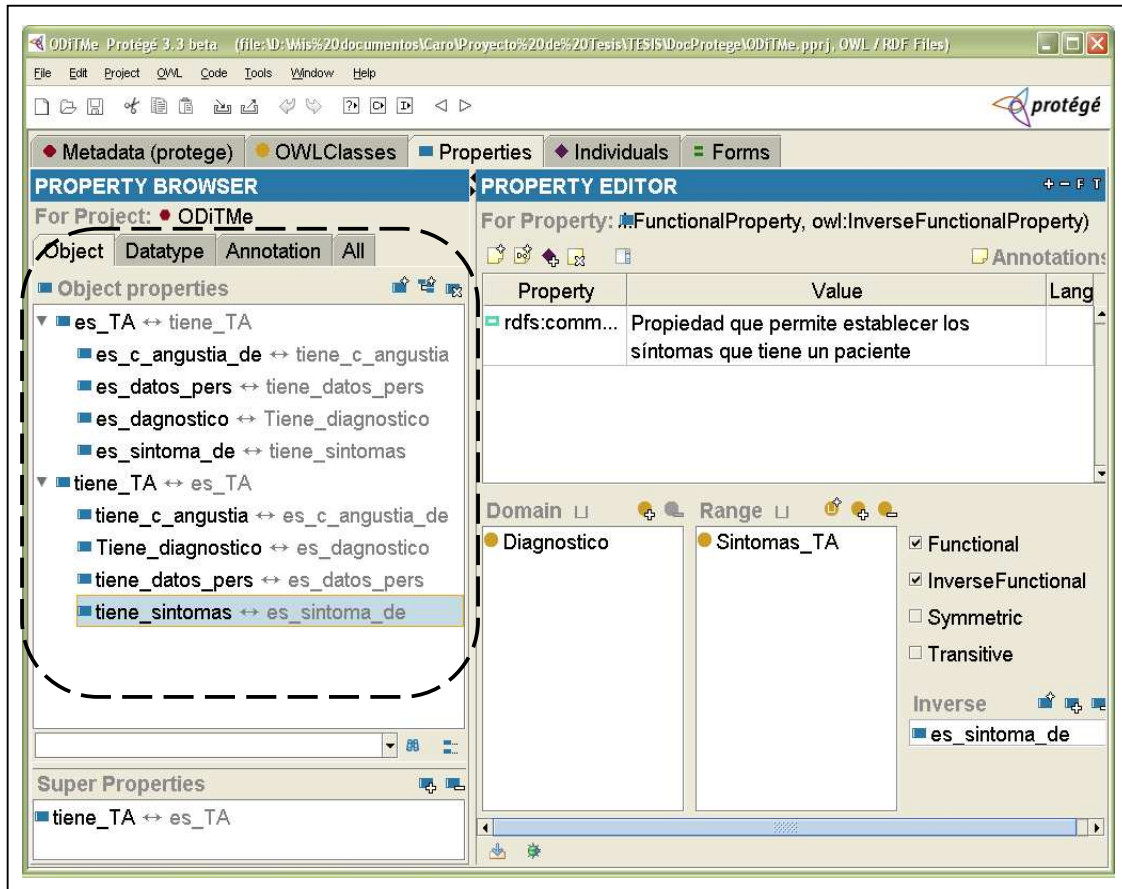 ODiTMe Protégé 3.3 beta (file:\D:\Mis%20documentos\Caro\Proyecto%20de%20Tesis\TESIS\DocProtege\ODiTMe.pprj, OWL / RDF Files)
File Edit Project OWL Code Tools Window Help
protégé
Metadata (protege) OWLClasses Properties Individuals Forms
PROPERTY BROWSER
For Project: ODiTMe
Object Datatype Annotation All
Object properties
es_TA ↔ tiene_TA
es_c_angustia_de ↔ tiene_c_angustia
es_datos_pers ↔ tiene_datos_pers
es_dagnostico ↔ Tiene_diagnostico
es_sintoma_de ↔ tiene_sintomas
tiene_TA ↔ es_TA
tiene_c_angustia ↔ es_c_angustia_de
Tiene_diagnostico ↔ es_dagnostico
tiene_datos_pers ↔ es_datos_pers
tiene_sintomas ↔ es_sintoma_de
Super Properties
tiene_TA ↔ es_TA
PROPERTY EDITOR
+ - F T
For Property: FunctionalProperty, owl:InverseFunctionalProperty)
Annotations
Property Value Lang
rdfs:comm... Propiedad que permite establecer los
síntomas que tiene un paciente
Domain ⊔ Range ⊔
Diagnostico Sintomas_TA
Functional
InverseFunctional
Symmetric
Transitive
Inverse
es_sintoma_de